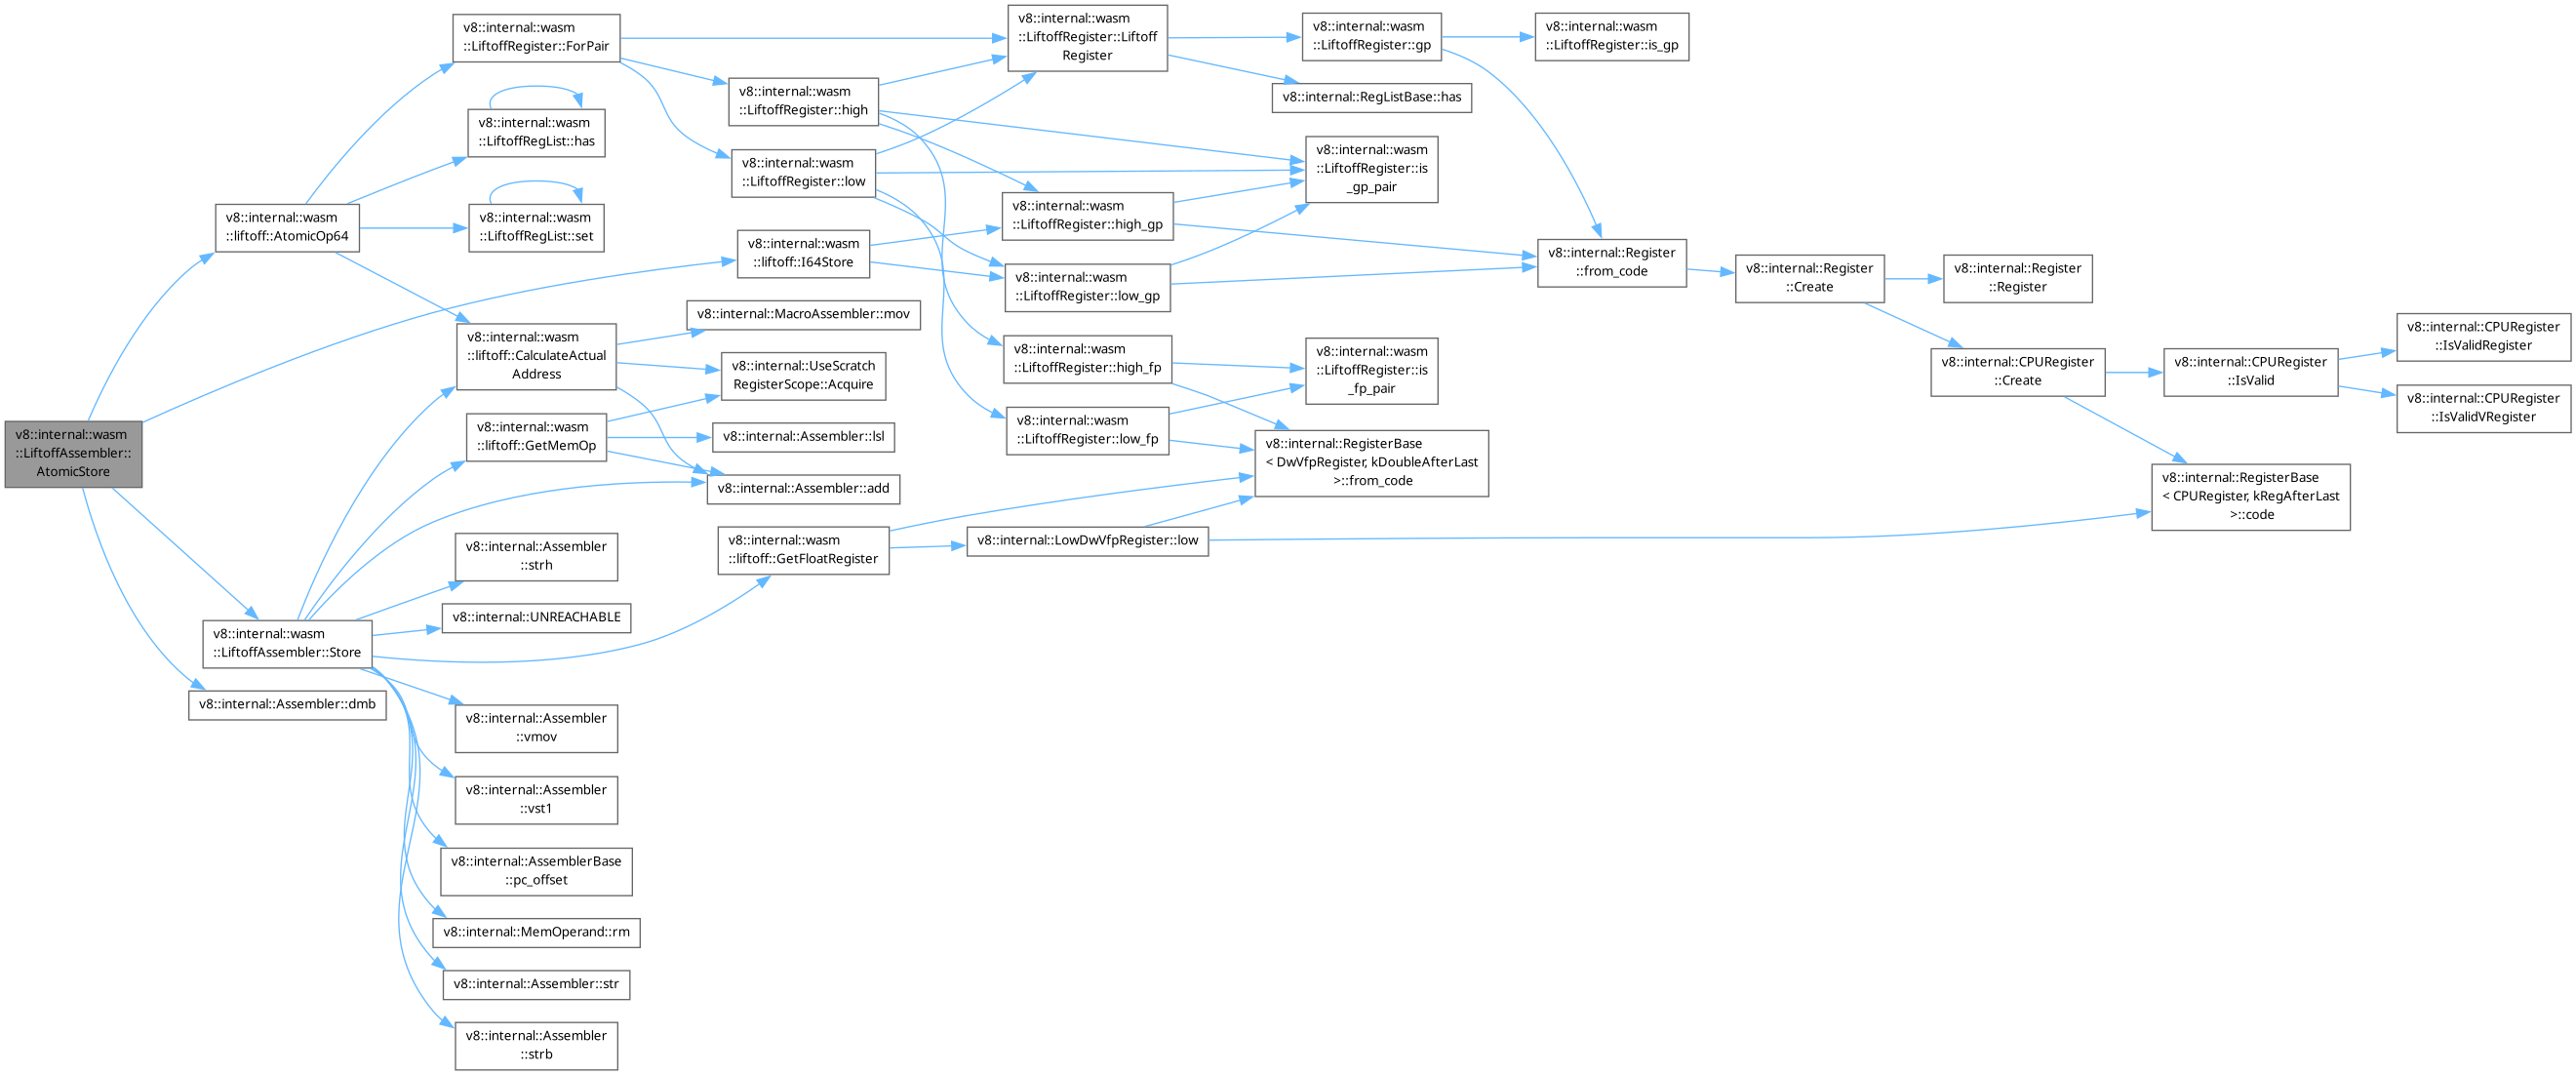 v8::internal::wasm
::LiftoffAssembler::
AtomicStore
v8::internal::wasm
::liftoff::AtomicOp64
v8::internal::wasm
::LiftoffAssembler::Store
v8::internal::Assembler::dmb
v8::internal::wasm
::LiftoffRegister::ForPair
v8::internal::wasm
::LiftoffRegList::has
v8::internal::wasm
::LiftoffRegList::set
v8::internal::wasm
::liftoff::CalculateActual
Address
v8::internal::wasm
::liftoff::GetMemOp
v8::internal::Assembler
::strh
v8::internal::UNREACHABLE
v8::internal::Assembler
::vmov
v8::internal::Assembler
::vst1
v8::internal::AssemblerBase
::pc_offset
v8::internal::MemOperand::rm
v8::internal::Assembler::str
v8::internal::Assembler
::strb
v8::internal::wasm
::LiftoffRegister::high
v8::internal::wasm
::LiftoffRegister::low
v8::internal::wasm
::liftoff::I64Store
v8::internal::MacroAssembler::mov
v8::internal::UseScratch
RegisterScope::Acquire
v8::internal::Assembler::lsl
v8::internal::Assembler::add
v8::internal::wasm
::liftoff::GetFloatRegister
v8::internal::wasm
::LiftoffRegister::Liftoff
Register
v8::internal::wasm
::LiftoffRegister::high_gp
v8::internal::wasm
::LiftoffRegister::low_gp
v8::internal::wasm
::LiftoffRegister::high_fp
v8::internal::wasm
::LiftoffRegister::low_fp
v8::internal::LowDwVfpRegister::low
v8::internal::wasm
::LiftoffRegister::gp
v8::internal::RegListBase::has
v8::internal::wasm
::LiftoffRegister::is
_gp_pair
v8::internal::wasm
::LiftoffRegister::is
_fp_pair
v8::internal::RegisterBase
< DwVfpRegister, kDoubleAfterLast
>::from_code
v8::internal::wasm
::LiftoffRegister::is_gp
v8::internal::Register
::from_code
v8::internal::Register
::Create
v8::internal::Register
::Register
v8::internal::CPURegister
::Create
v8::internal::CPURegister
::IsValid
v8::internal::RegisterBase
< CPURegister, kRegAfterLast
>::code
v8::internal::CPURegister
::IsValidRegister
v8::internal::CPURegister
::IsValidVRegister